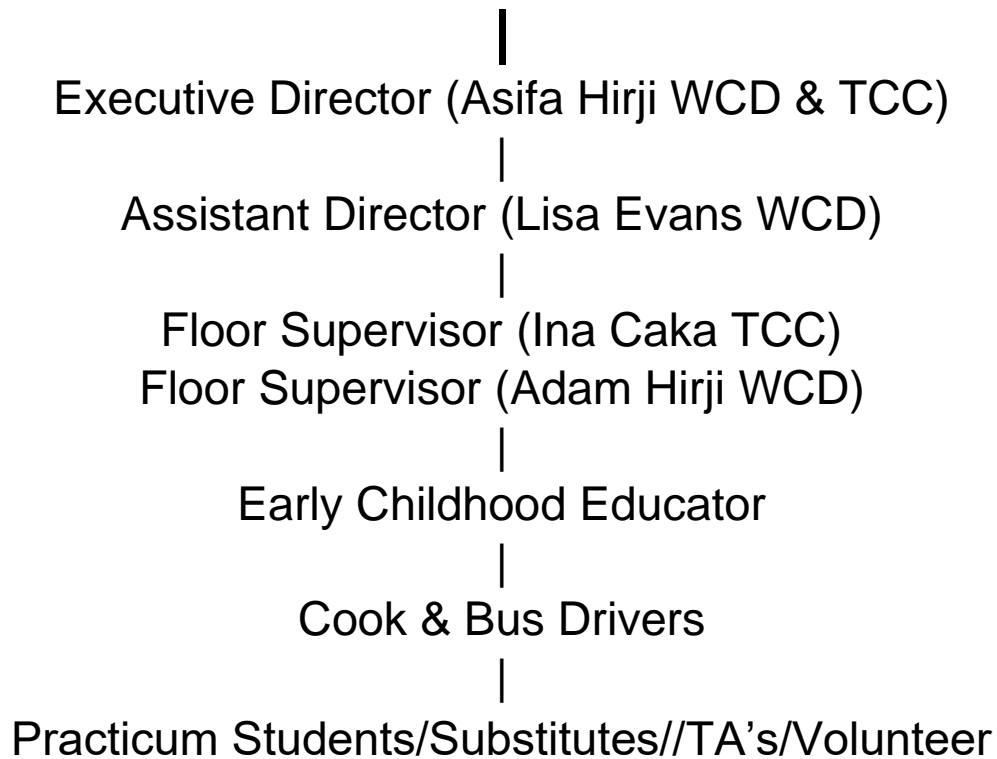 Executive Director (Asifa Hirji WCD & TCC)
Assistant Director (Lisa Evans WCD)
Floor Supervisor (Ina Caka TCC)
Floor Supervisor (Adam Hirji WCD)
Early Childhood Educator
Cook & Bus Drivers
Practicum Students/Substitutes//TA’s/Volunteer